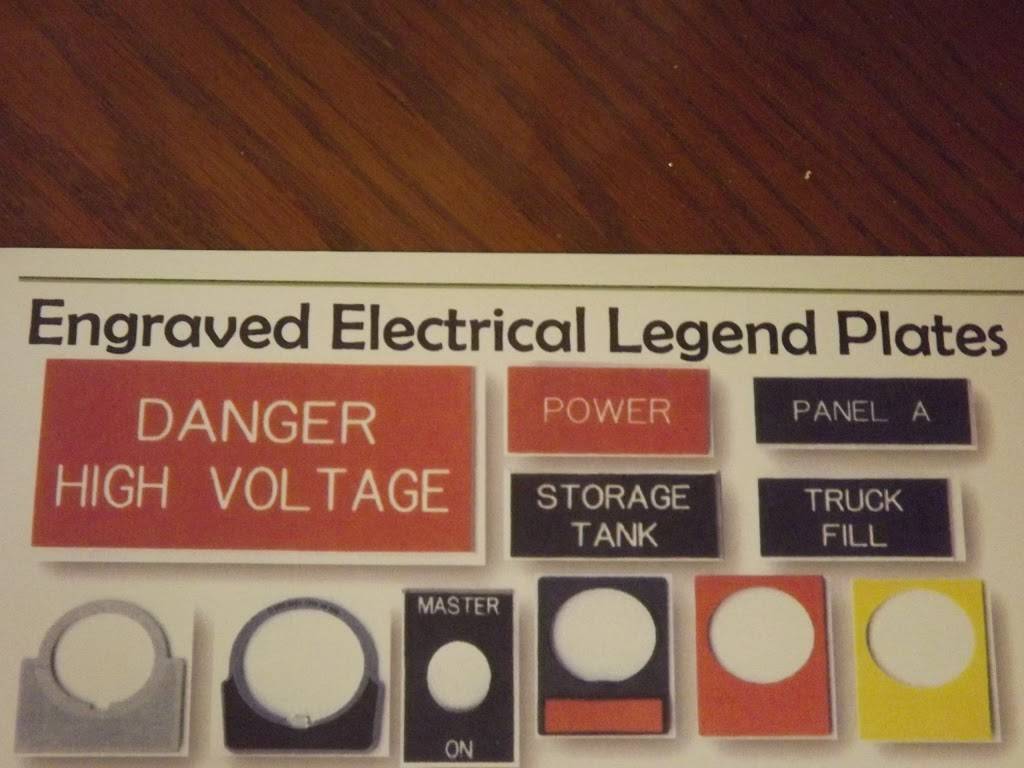 Engraved Electrical Legend Plates
DANGER
HIGH VOLTAGE
POWER
PANEL A
STORAGE
TANK
TRUCK
FILL
MASTER
ON